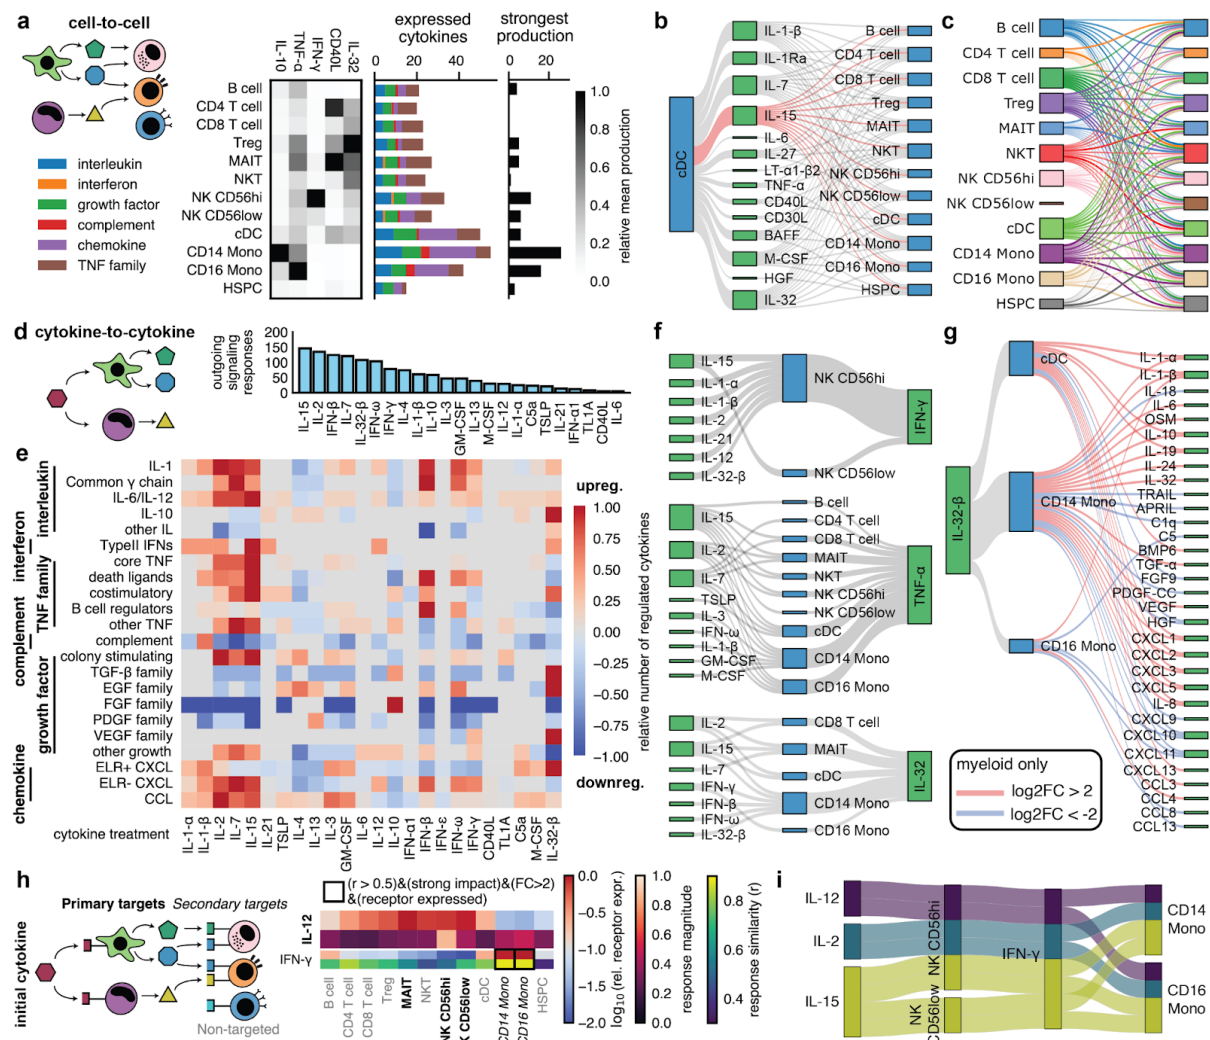 a
cell-to-cell
interleukin
interferon
growth factor
complement
chemokine
TNF family
IL-10
TNF-α
IFN-γ
CD40L
IL-32
B cell
CD4 T cell
CD8 T cell
Treg
MAIT
NKT
NK CD56hi
NK CD56low
cDC
CD14 Mono
CD16 Mono
HSPC
expressed
cytokines
0 20 40
strongest
production
0 20
1.0
0.8
0.6
0.4
0.2
0.0
relative mean production
b
cDC
IL-1-β
IL-1Ra
IL-7
IL-15
IL-6
IL-27
LT-α1-β2
TNF-α
CD40L
CD30L
BAFF
M-CSF
HGF
IL-32
B cell
CD4 T cell
CD8 T cell
Treg
MAIT
NKT
NK CD56hi
NK CD56low
cDC
CD14 Mono
CD16 Mono
HSPC
c
B cell
CD4 T cell
CD8 T cell
Treg
MAIT
NKT
NK CD56hi
NK CD56low
cDC
CD14 Mono
CD16 Mono
HSPC
d
cytokine-to-cytokine
outgoing
signaling
responses
200
150
100
50
0
IL-15
IL-2
IFN-β
IL-7
IL-32-β
IFN-ω
IFN-γ
IL-4
IL-1-β
IL-10
IL-3
GM-CSF
IL-13
M-CSF
IL-12
IL-1-α
C5a
TSLP
IL-21
IFN-α1
TL1A
CD40L
IL-6
e
interleukin
interferon
TNF family
complement
growth factor
chemokine
IL-1
Common γ chain
IL-6/IL-12
IL-10
other IL
TypeII IFNs
core TNF
death ligands
costimulatory
B cell regulators
other TNF
complement
colony stimulating
TGF-β family
EGF family
FGF family
PDGF family
VEGF family
other growth
ELR+ CXCL
ELR- CXCL
CCL
cytokine treatment
IL-1-α
IL-1-β
IL-2
IL-7
IL-15
IL-21
TSLP
IL-4
IL-13
IL-3
GM-CSF
IL-6
IL-12
IL-10
IFN-α1
IFN-β
IFN-ε
IFN-ω
IFN-γ
CD40L
TL1A
C5a
M-CSF
IL-32-β
upreg.
1.00
0.75
0.50
0.25
0.00
−0.25
−0.50
−0.75
−1.00
downreg.
relative number of regulated cytokines
f
IL-15
IL-1-α
IL-1-β
IL-2
IL-21
IL-12
IL-32-β
NK CD56hi
NK CD56low
IFN-γ
IL-15
IL-2
IL-7
TSLP
IL-3
IFN-ω
IL-1-β
GM-CSF
M-CSF
B cell
CD4 T cell
CD8 T cell
MAIT
NKT
NK CD56hi
NK CD56low
cDC
CD14 Mono
CD16 Mono
TNF-α
IL-2
IL-15
IL-7
IFN-γ
IFN-β
IFN-ω
IL-32-β
CD8 T cell
MAIT
cDC
CD14 Mono
CD16 Mono
IL-32
g
IL-32-β
cDC
CD14 Mono
CD16 Mono
IL-1-α
IL-1-β
IL-18
IL-6
OSM
IL-10
IL-19
IL-24
IL-32
TRAIL
APRIL
C1q
C5
BMP6
TGF-α
FGF9
PDGF-CC
VEGF
HGF
CXCL1
CXCL2
CXCL3
CXCL5
IL-8
CXCL9
CXCL10
CXCL11
CXCL13
CCL3
CCL4
CCL8
CCL13
myeloid only
log2FC > 2
log2FC < -2
h
initial cytokine
Primary targets Secondary targets
Non-targeted
(r > 0.5)&(strong impact)&(FC>2)
&(receptor expressed)
IL-12
IFN-γ
B cell
CD4 T cell
CD8 T cell
Treg
MAIT
NKT
NK CD56hi
K CD56low
cDC
CD14 Mono
CD16 Mono
HSPC
0.0
−0.5
−1.0
−1.5
−2.0
log10 (rel. receptor expr.)
1.0
0.8
0.6
0.4
0.2
0.0
response magnitude
0.8
0.6
0.4
response similarity (r)
i
IL-12
IL-2
IL-15
NK CD56hi
NK
CD56low
IFN-γ
CD14
Mono
CD16
Mono